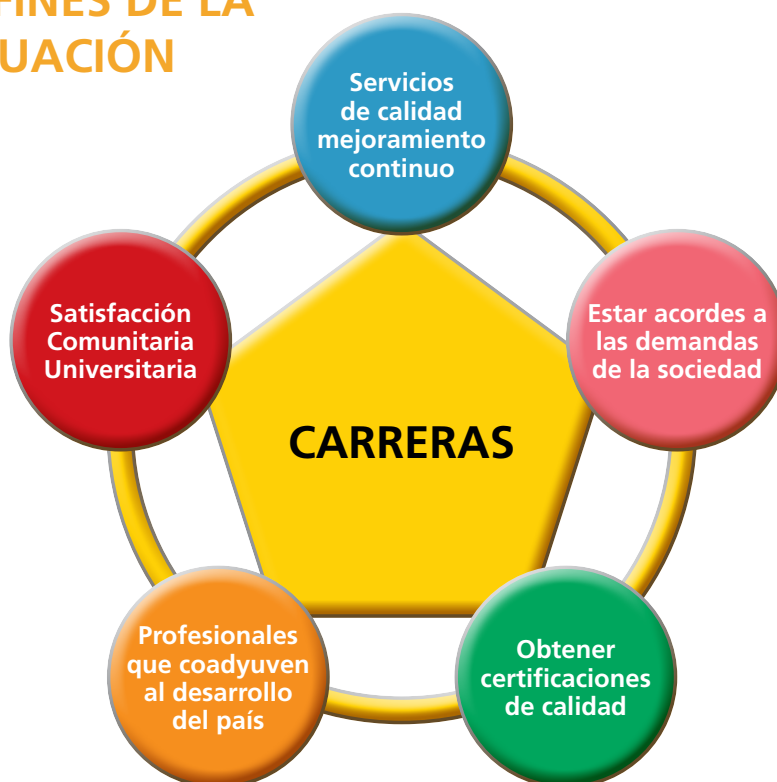 FINES DE LA
UACIÓN
Servicios
de calidad
mejoramiento
continuo
Satisfacción
Comunitaria
Universitaria
Estar acordes a
las demandas
de la sociedad
CARRERAS
Profesionales
que coadyuven
al desarrollo
del país
Obtener
certificaciones
de calidad